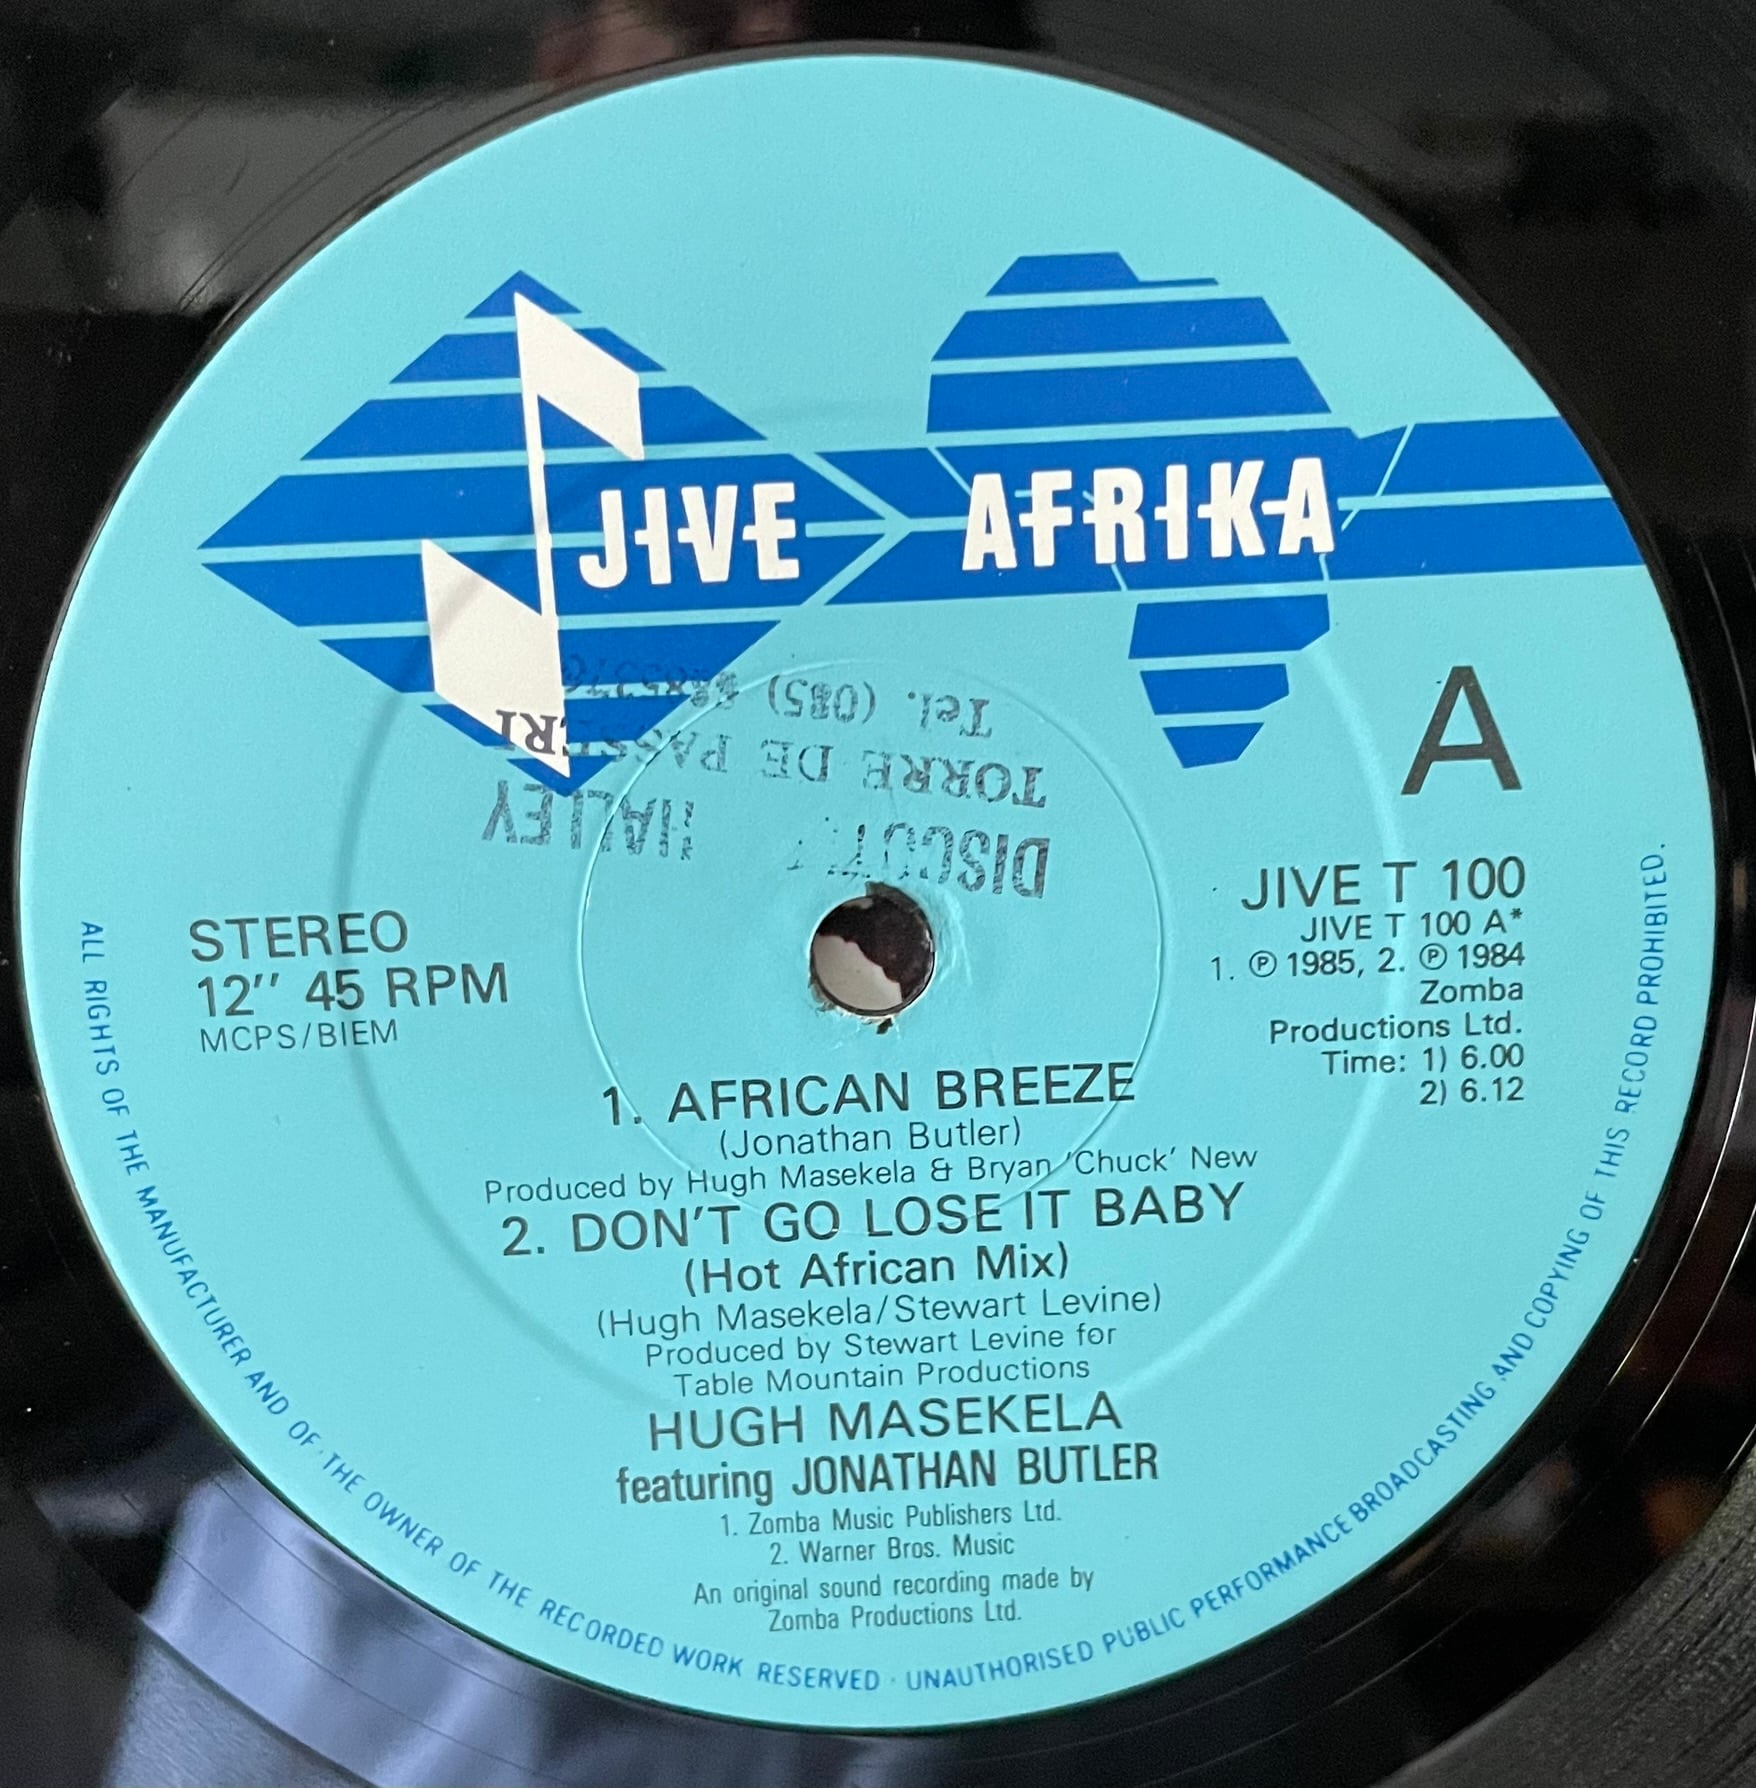 JIVE AFRIKA
A
Tel. (085)
TORRE DE PASSERI
HALLEY
STEREO
12" 45 RPM
MCPS/BIEM
JIVE T 100
JIVE T 100 A*
1. ℗ 1985, 2. ℗ 1984
Zomba
Productions Ltd.
Time: 1) 6.00
2) 6.12
1. AFRICAN BREEZE
(Jonathan Butler)
Produced by Hugh Masekela & Bryan 'Chuck' New
2. DON'T GO LOSE IT BABY
(Hot African Mix)
(Hugh Masekela/Stewart Levine)
Produced by Stewart Levine for
Table Mountain Productions
HUGH MASEKELA
featuring JONATHAN BUTLER
1. Zomba Music Publishers Ltd.
2. Warner Bros. Music
An original sound recording made by
Zomba Productions Ltd.
ALL RIGHTS OF THE MANUFACTURER AND OF THE OWNER OF THE RECORDED WORK RESERVED · UNAUTHORISED PUBLIC PERFORMANCE BROADCASTING AND COPYING OF THIS RECORD PROHIBITED.